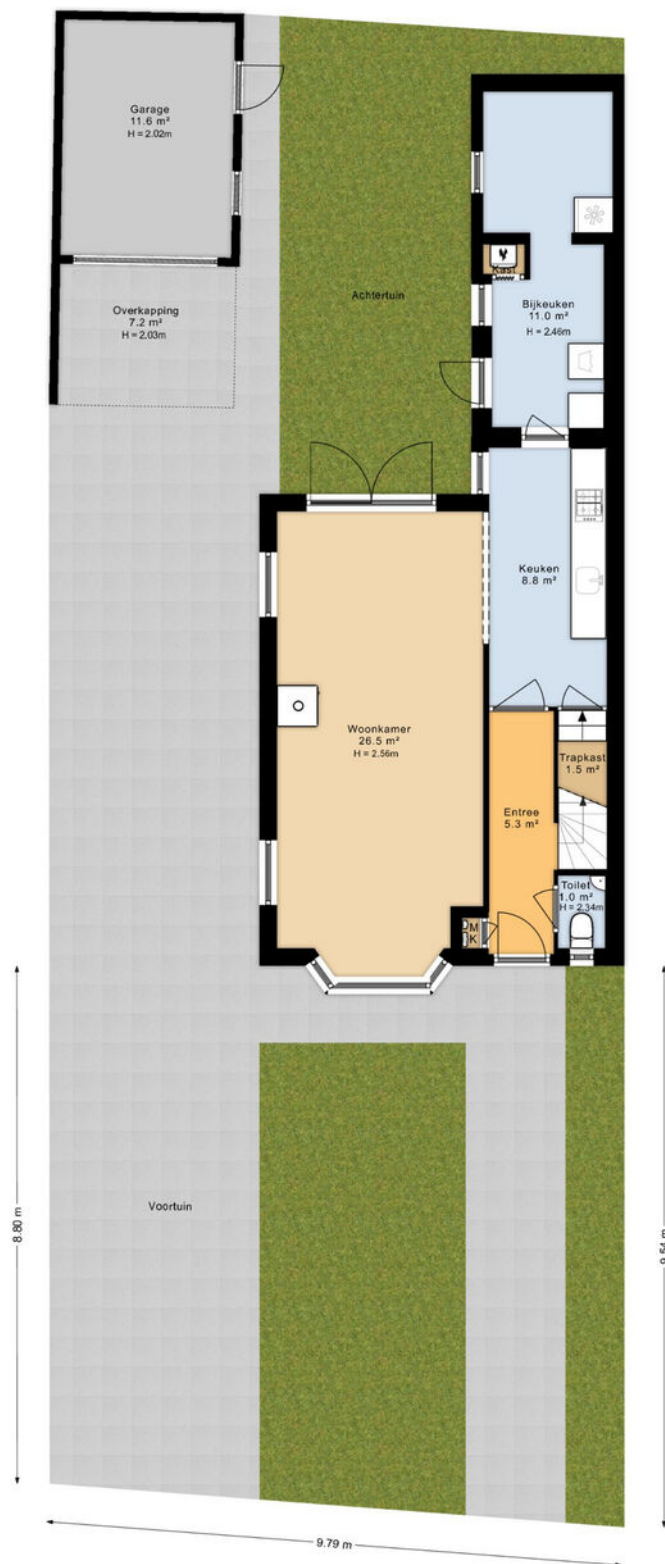 Garage
11.6 m²
H = 2.02m
Overkapping
7.2 m²
H = 2.03m
Achtertuin
Kast
Bijkeuken
11.0 m²
H = 2.46m
Keuken
8.8 m²
Woonkamer
26.5 m²
H = 2.56m
Trapkast
1.5 m²
Entree
5.3 m²
Toilet
1.0 m²
H = 2.34m
M
K
Voortuin
8.80 m
9.54 m
9.79 m